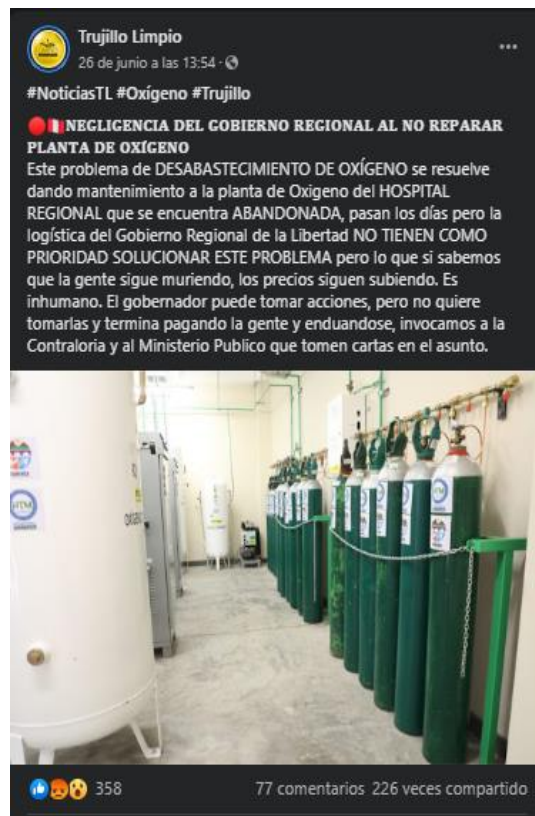 Trujillo Limpio
26 de junio a las 13:54 ·
#NoticiasTL #Oxígeno #Trujillo
🔴🇵🇪NEGLIGENCIA DEL GOBIERNO REGIONAL AL NO REPARAR
PLANTA DE OXÍGENO
Este problema de DESABASTECIMIENTO DE OXÍGENO se resuelve
dando mantenimiento a la planta de Oxigeno del HOSPITAL
REGIONAL que se encuentra ABANDONADA, pasan los días pero la
logística del Gobierno Regional de la Libertad NO TIENEN COMO
PRIORIDAD SOLUCIONAR ESTE PROBLEMA pero lo que si sabemos
que la gente sigue muriendo, los precios siguen subiendo. Es
inhumano. El gobernador puede tomar acciones, pero no quiere
tomarlas y termina pagando la gente y enduandose, invocamos a la
Contraloria y al Ministerio Publico que tomen cartas en el asunto.
HTM
358
77 comentarios 226 veces compartido